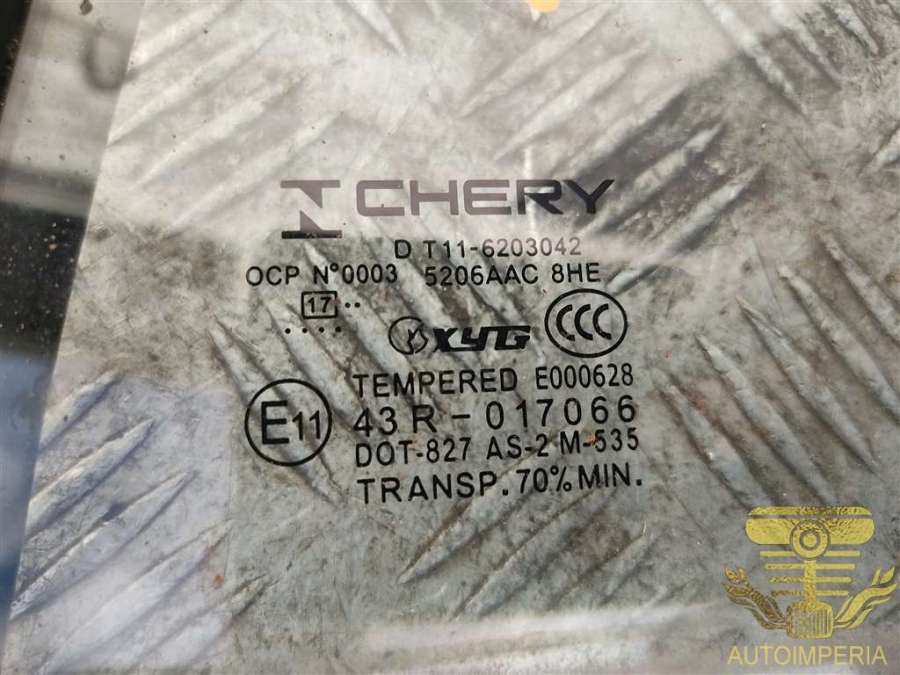 CHERY
D T11-6203042
OCP N°0003 5206AAC 8HE
17 ..
....
XYG CCC
TEMPERED E000628
E11 43R-017066
DOT-827 AS-2 M-535
TRANSP. 70% MIN.
AUTOIMPERIA